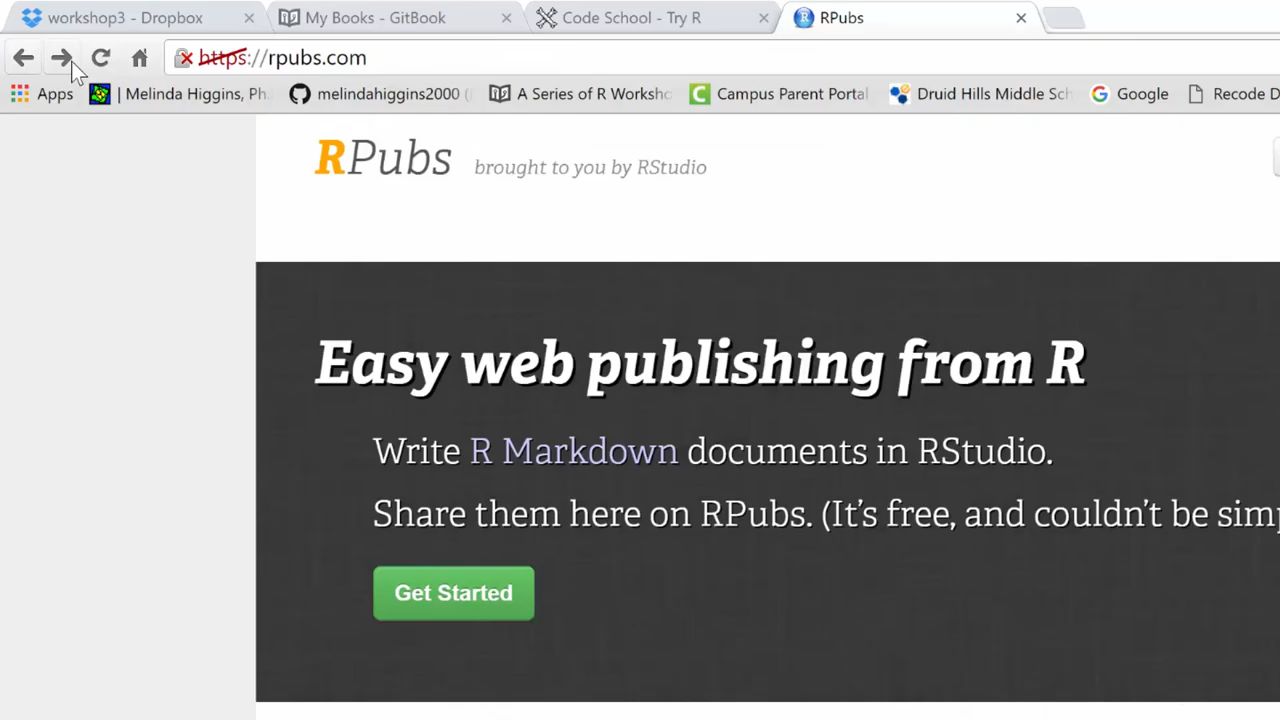 workshop3 - Dropbox
My Books - GitBook
Code School - Try R
RPubs
https://rpubs.com
Apps
| Melinda Higgins, Ph.
melindahiggins2000 (
A Series of R Worksho
Campus Parent Portal
Druid Hills Middle Sch
Google
Recode D
RPubs brought to you by RStudio
Easy web publishing from R
Write R Markdown documents in RStudio.
Share them here on RPubs. (It's free, and couldn't be simp
Get Started